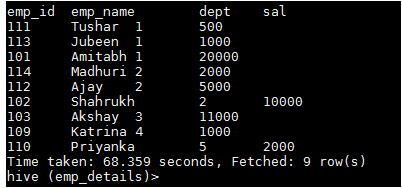 emp_id emp_name dept sal
111 Tushar 1 500
113 Jubeen 1 1000
101 Amitabh 1 20000
114 Madhuri 2 2000
112 Ajay 2 5000
102 Shahrukh 2 10000
103 Akshay 3 11000
109 Katrina 4 1000
110 Priyanka 5 2000
Time taken: 68.359 seconds, Fetched: 9 row(s)
hive (emp_details)>